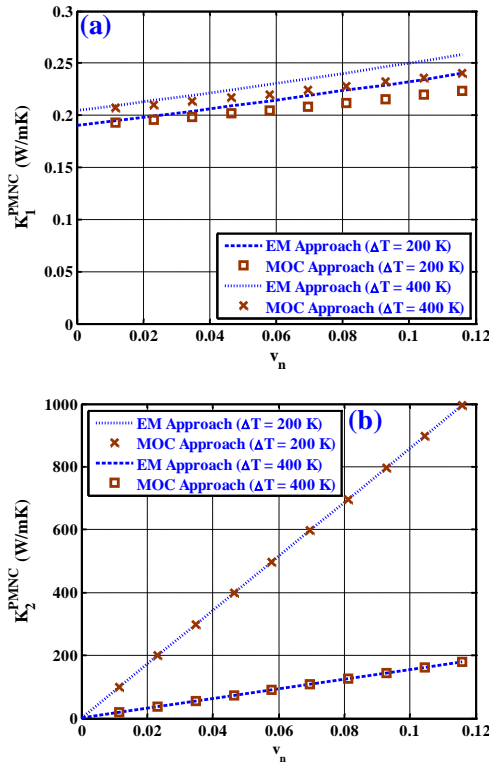 (a)
0.3
0.25
0.2
0.15
0.1
0.05
0
K₁ᴾᴹᴺᶜ (W/mK)
EM Approach (ΔT = 200 K)
MOC Approach (ΔT = 200 K)
EM Approach (ΔT = 400 K)
MOC Approach (ΔT = 400 K)
0 0.02 0.04 0.06 0.08 0.1 0.12
vₙ
(b)
1000
800
600
400
200
0
K₂ᴾᴹᴺᶜ (W/mK)
EM Approach (ΔT = 200 K)
MOC Approach (ΔT = 200 K)
EM Approach (ΔT = 400 K)
MOC Approach (ΔT = 400 K)
0 0.02 0.04 0.06 0.08 0.1 0.12
vₙ